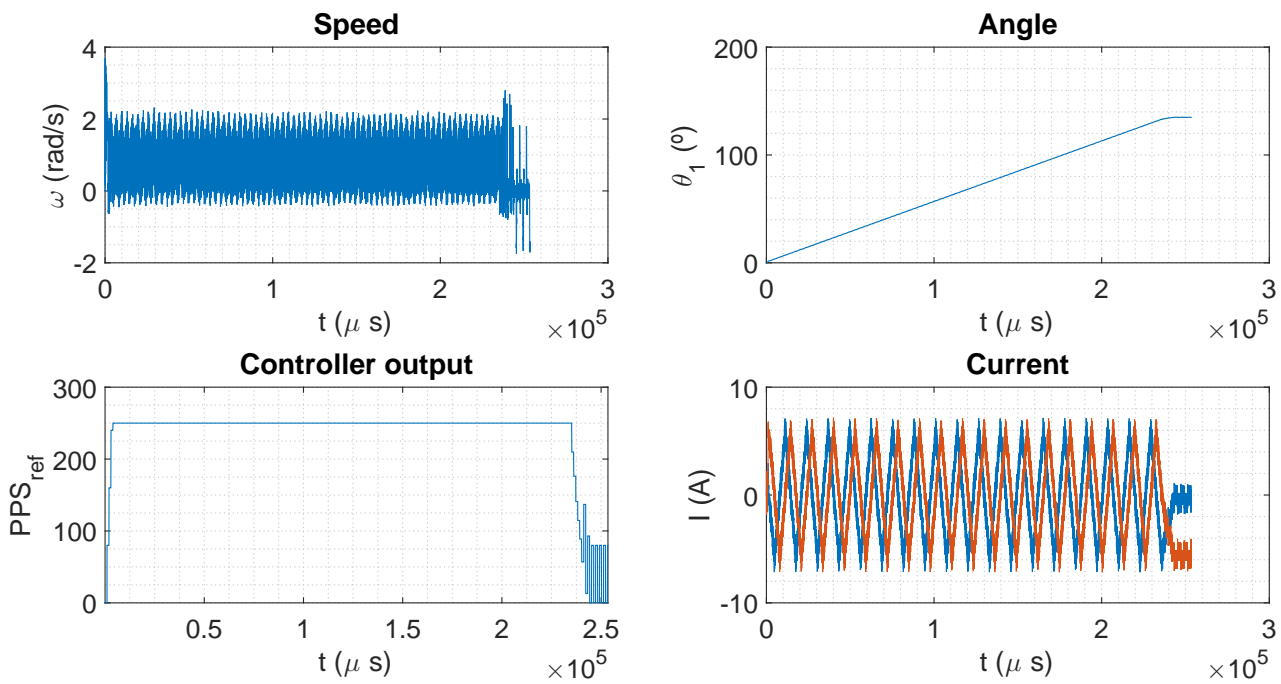 Speed
4
2
0
-2
ω (rad/s)
0
1
2
3
t (μ s)
×10^5
Angle
200
100
0
θ_1 (º)
0
1
2
3
t (μ s)
×10^5
Controller output
300
200
100
0
PPS_ref
0.5
1
1.5
2
2.5
t (μ s)
×10^5
Current
10
0
-10
I (A)
0
1
2
3
t (μ s)
×10^5